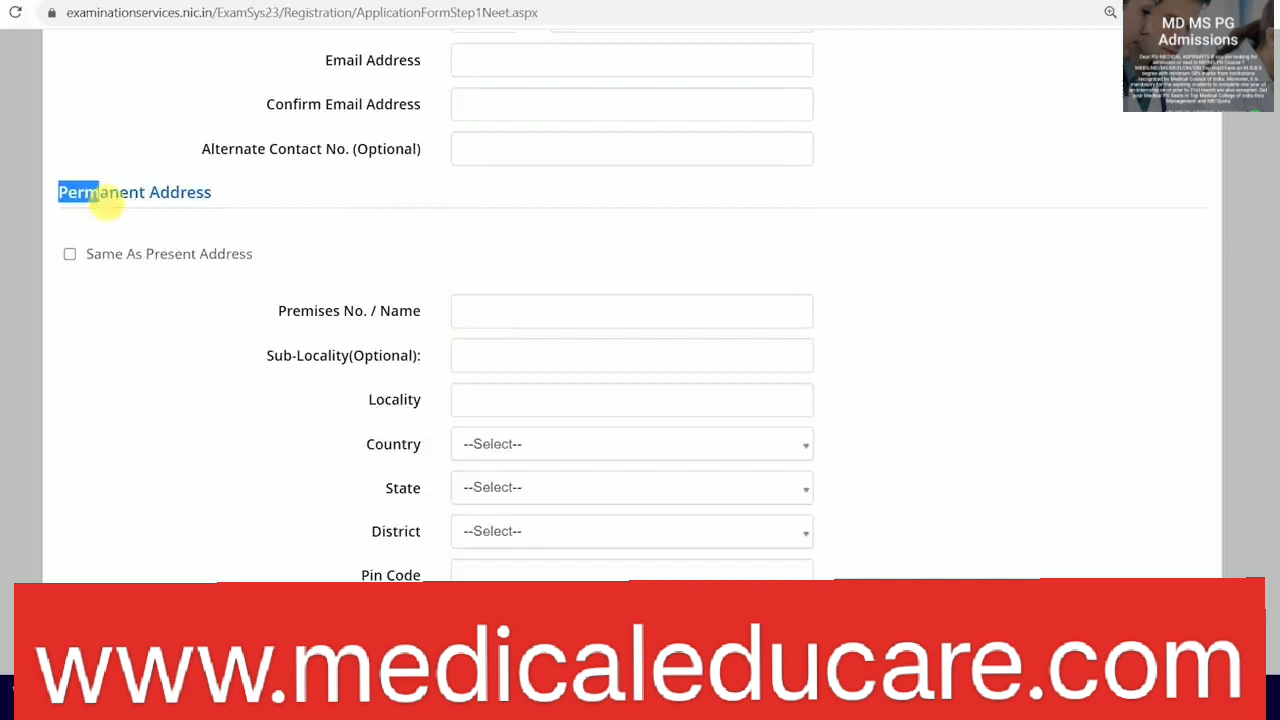 examinationservices.nic.in/ExamSys23/Registration/ApplicationFormStep1Neet.aspx
MD MS PG
Admissions
Email Address
Confirm Email Address
Alternate Contact No. (Optional)
Permanent Address
Same As Present Address
Premises No. / Name
Sub-Locality(Optional):
Locality
Country
--Select--
State
--Select--
District
--Select--
Pin Code
www.medicaleducare.com